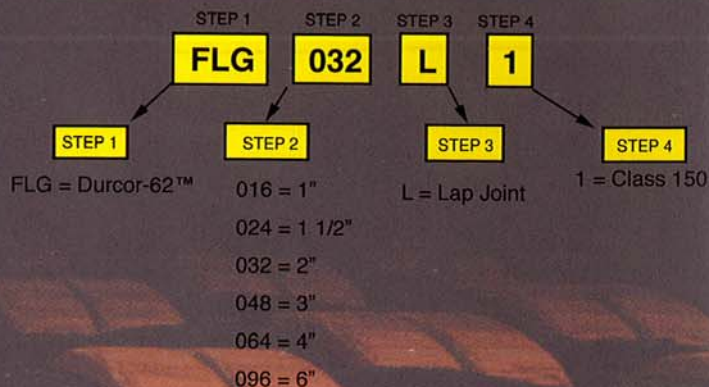 STEP 1 STEP 2 STEP 3 STEP 4
FLG 032 L 1
STEP 1 STEP 2 STEP 3 STEP 4
FLG = Durcor-62™ 016 = 1" L = Lap Joint 1 = Class 150
024 = 1 1/2"
032 = 2"
048 = 3"
064 = 4"
096 = 6"